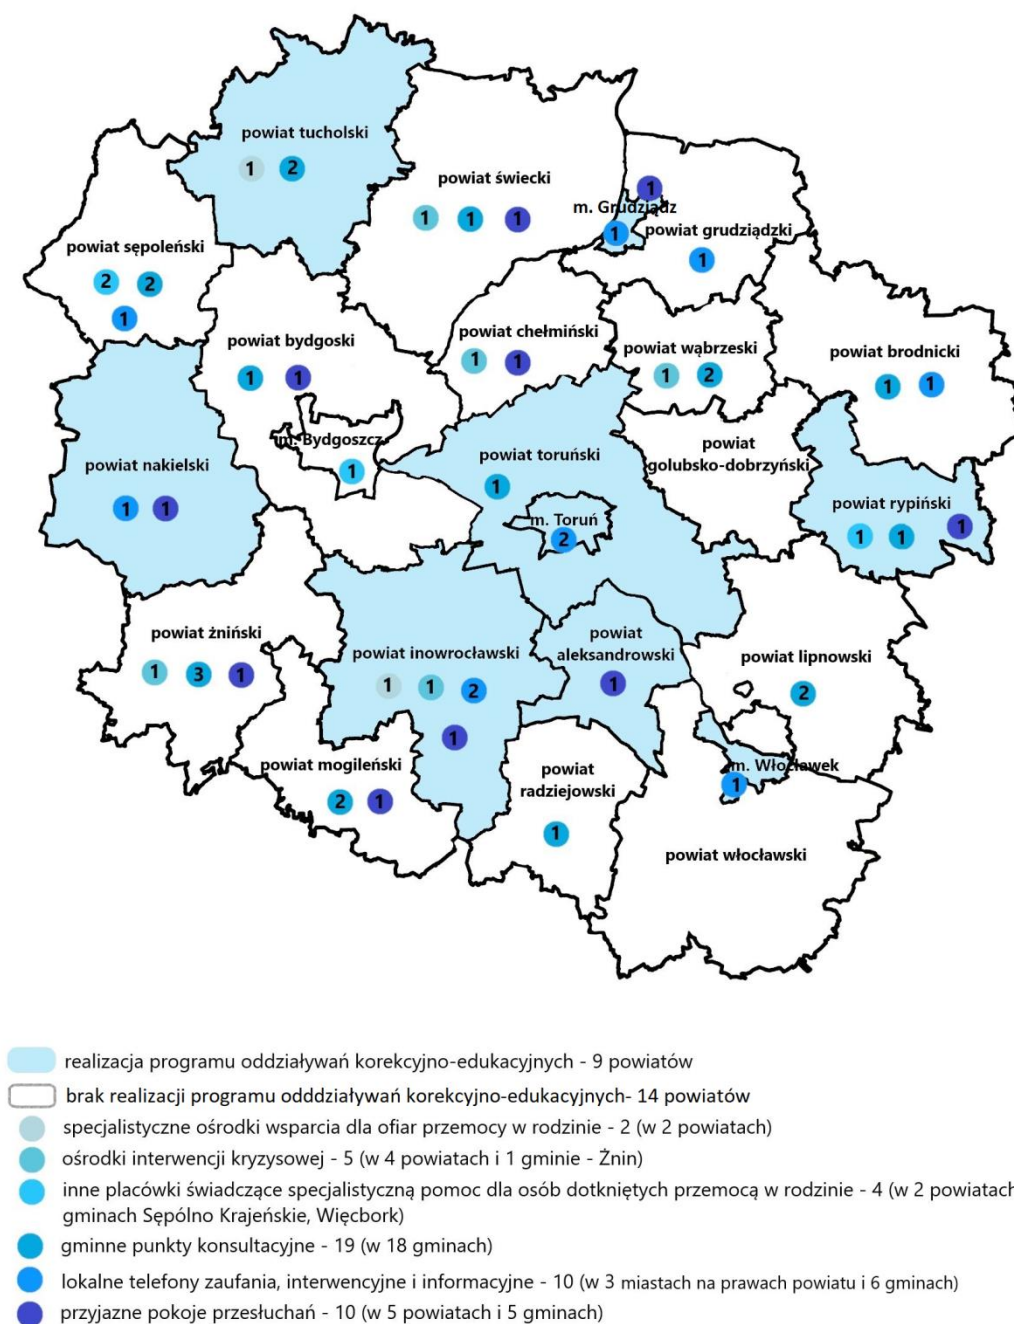 powiat tucholski
1 2
powiat świecki
1 1 1
1
m. Grudziądz
1
powiat grudziądzki
1
powiat sępoleński
2 2
1
powiat bydgoski
1 1
powiat chełmiński
1 1
powiat wąbrzeski
1 2
powiat brodnicki
1 1
m. Bydgoszcz
1
powiat nakielski
1 1
powiat toruński
1
m. Toruń
2
powiat
golubsko-dobrzyński
powiat rypiński
1 1 1
powiat żniński
1 3 1
powiat inowrocławski
1 1 2
1
powiat
aleksandrowski
1
powiat lipnowski
2
powiat mogileński
2 1
powiat
radziejowski
1
m. Włocławek
1
powiat włocławski
realizacja programu oddziaływań korekcyjno-edukacyjnych - 9 powiatów
brak realizacji programu odddziaływań korekcyjno-edukacyjnych- 14 powiatów
specjalistyczne ośrodki wsparcia dla ofiar przemocy w rodzinie - 2 (w 2 powiatach)
ośrodki interwencji kryzysowej - 5 (w 4 powiatach i 1 gminie - Żnin)
inne placówki świadczące specjalistyczną pomoc dla osób dotkniętych przemocą w rodzinie - 4 (w 2 powiatach
gminach Sępólno Krajeńskie, Więcbork)
gminne punkty konsultacyjne - 19 (w 18 gminach)
lokalne telefony zaufania, interwencyjne i informacyjne - 10 (w 3 miastach na prawach powiatu i 6 gminach)
przyjazne pokoje przesłuchań - 10 (w 5 powiatach i 5 gminach)